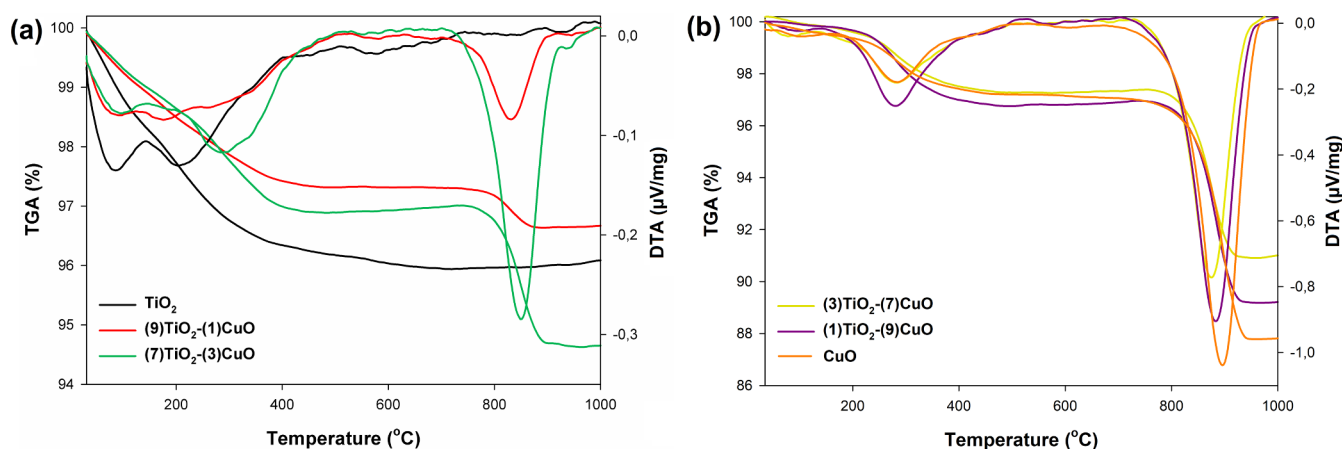 (a)
100
99
98
97
96
95
94
TGA (%)
0,0
-0,1
-0,2
-0,3
DTA (µV/mg)
TiO₂
(9)TiO₂-(1)CuO
(7)TiO₂-(3)CuO
200 400 600 800 1000
Temperature (°C)
(b)
100
98
96
94
92
90
88
86
TGA (%)
0,0
-0,2
-0,4
-0,6
-0,8
-1,0
DTA (µV/mg)
(3)TiO₂-(7)CuO
(1)TiO₂-(9)CuO
CuO
200 400 600 800 1000
Temperature (°C)